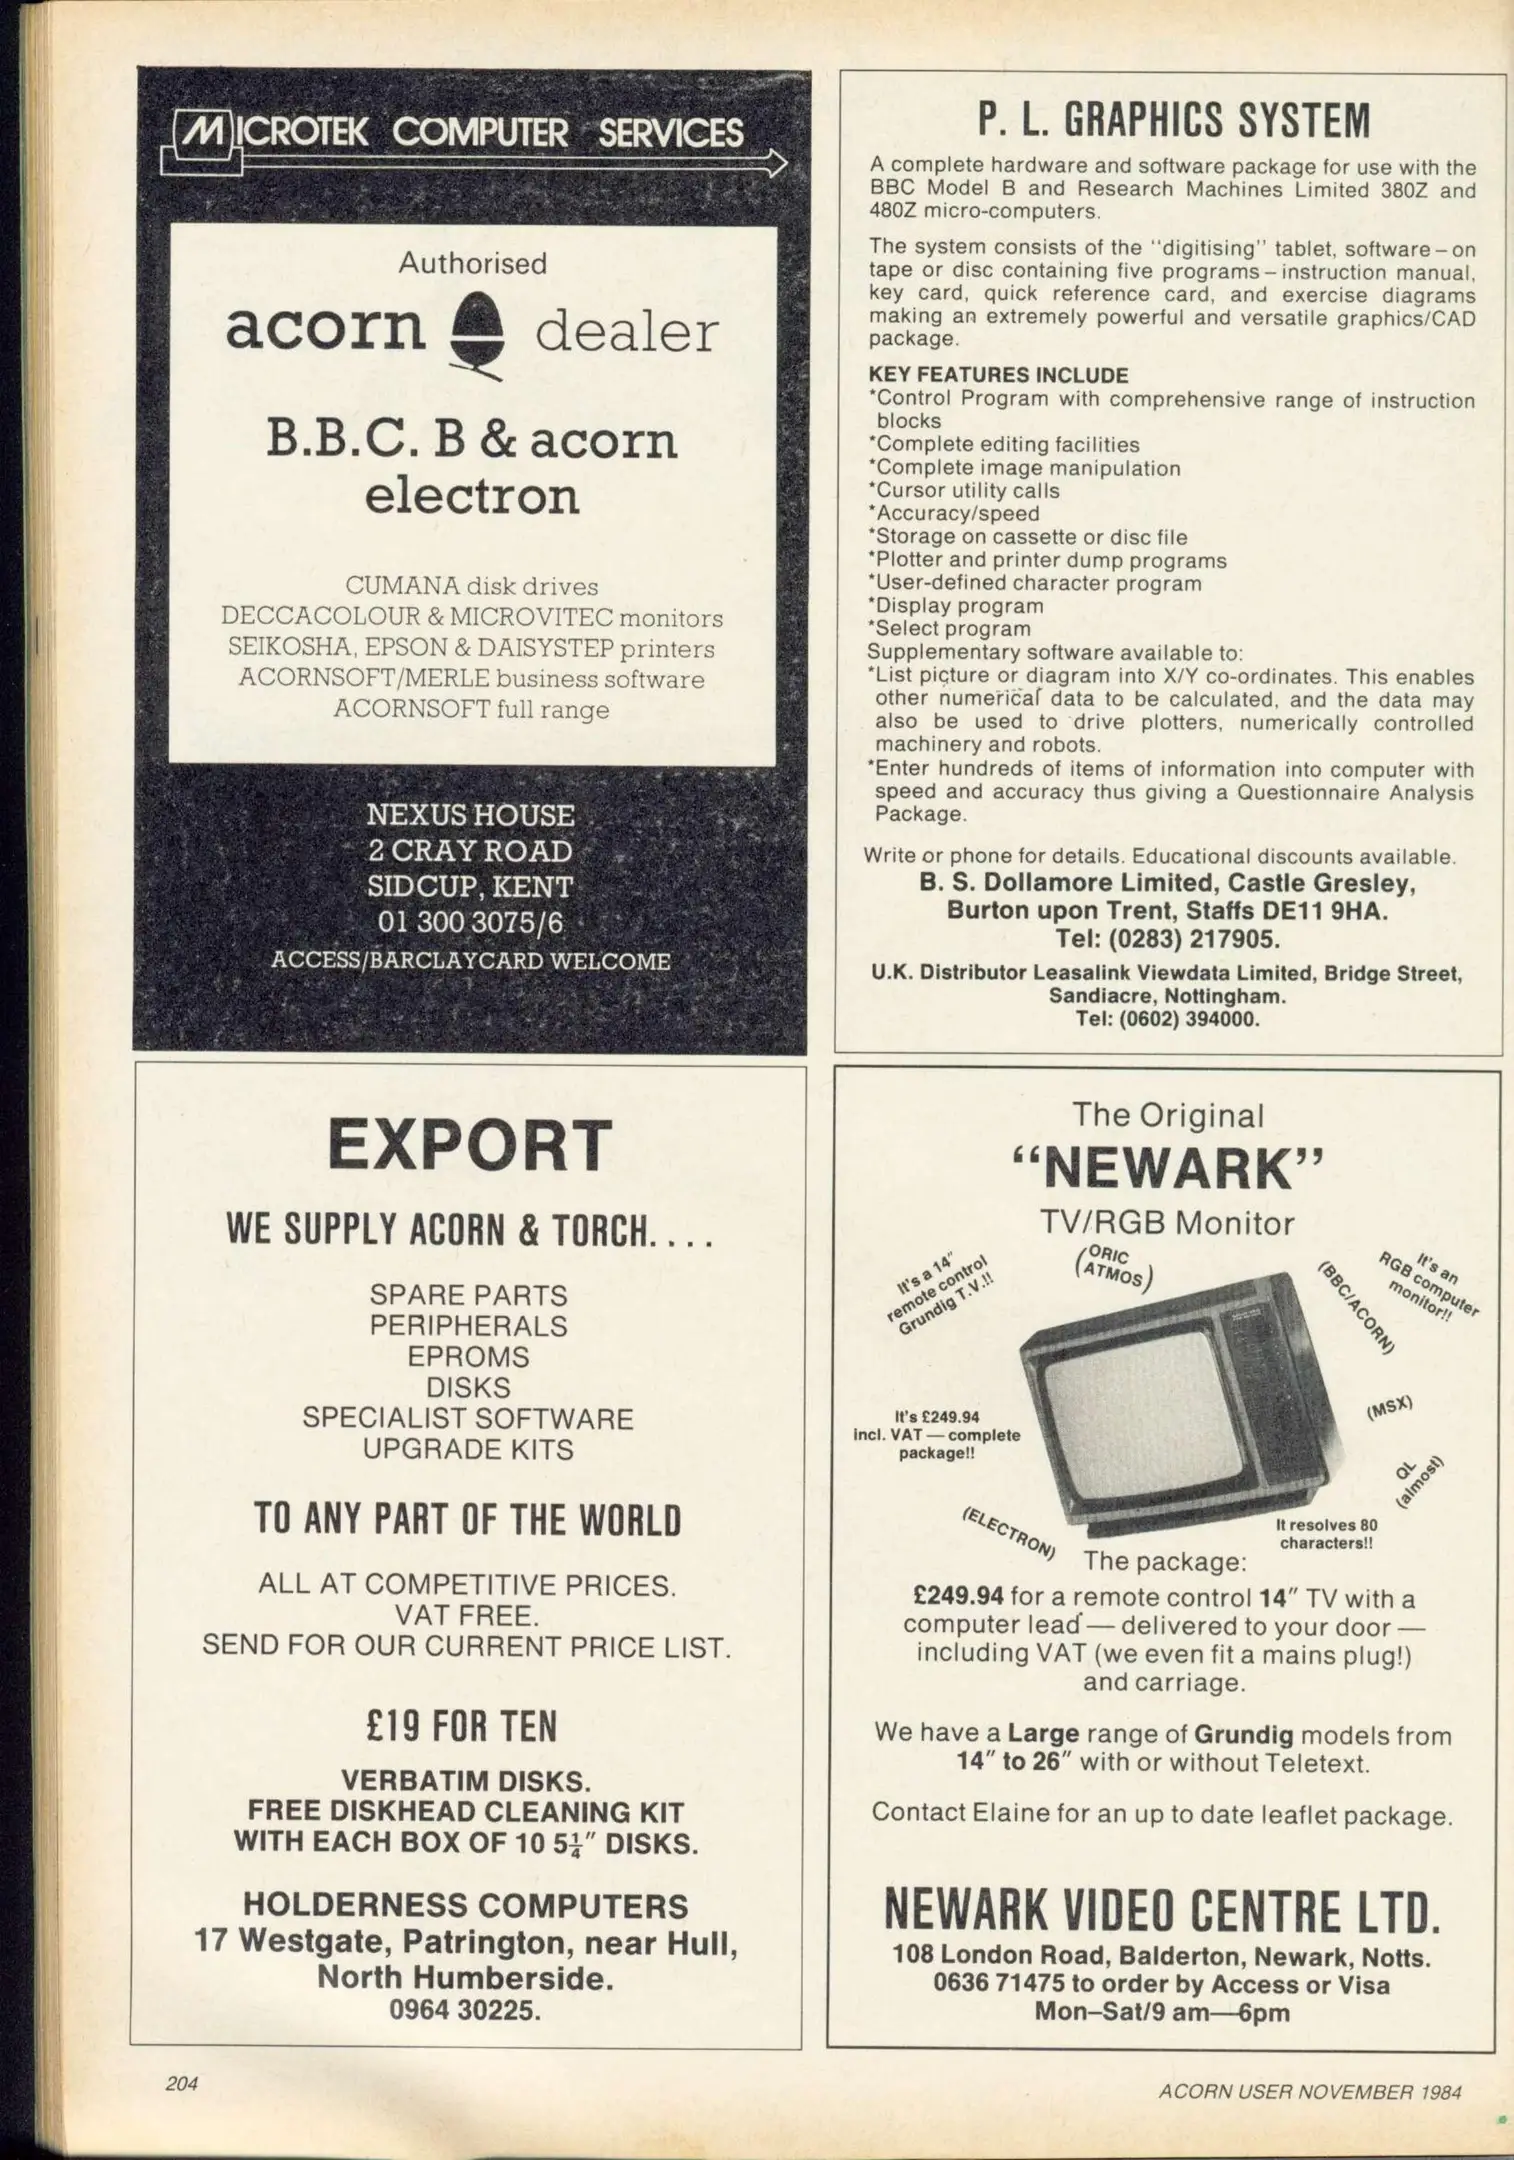 MICROTEK COMPUTER SERVICES
Authorised
acorn dealer
B.B.C. B & acorn
electron
CUMANA disk drives
DECCACOLOUR & MICROVITEC monitors
SEIKOSHA, EPSON & DAISYSTEP printers
ACORNSOFT/MERLE business software
ACORNSOFT full range
NEXUS HOUSE
2 CRAY ROAD
SIDCUP, KENT
01 300 3075/6
ACCESS/BARCLAYCARD WELCOME
P. L. GRAPHICS SYSTEM
A complete hardware and software package for use with the
BBC Model B and Research Machines Limited 380Z and
480Z micro-computers.
The system consists of the "digitising" tablet, software – on
tape or disc containing five programs – instruction manual,
key card, quick reference card, and exercise diagrams
making an extremely powerful and versatile graphics/CAD
package.
KEY FEATURES INCLUDE
*Control Program with comprehensive range of instruction
blocks
*Complete editing facilities
*Complete image manipulation
*Cursor utility calls
*Accuracy/speed
*Storage on cassette or disc file
*Plotter and printer dump programs
*User-defined character program
*Display program
*Select program
Supplementary software available to:
*List picture or diagram into X/Y co-ordinates. This enables
other numerical data to be calculated, and the data may
also be used to drive plotters, numerically controlled
machinery and robots.
*Enter hundreds of items of information into computer with
speed and accuracy thus giving a Questionnaire Analysis
Package.
Write or phone for details. Educational discounts available.
B. S. Dollamore Limited, Castle Gresley,
Burton upon Trent, Staffs DE11 9HA.
Tel: (0283) 217905.
U.K. Distributor Leasalink Viewdata Limited, Bridge Street,
Sandiacre, Nottingham.
Tel: (0602) 394000.
EXPORT
WE SUPPLY ACORN & TORCH. . . .
SPARE PARTS
PERIPHERALS
EPROMS
DISKS
SPECIALIST SOFTWARE
UPGRADE KITS
TO ANY PART OF THE WORLD
ALL AT COMPETITIVE PRICES.
VAT FREE.
SEND FOR OUR CURRENT PRICE LIST.
£19 FOR TEN
VERBATIM DISKS.
FREE DISKHEAD CLEANING KIT
WITH EACH BOX OF 10 5¼" DISKS.
HOLDERNESS COMPUTERS
17 Westgate, Patrington, near Hull,
North Humberside.
0964 30225.
The Original
"NEWARK"
TV/RGB Monitor
It's a 14"
remote control
Grundig T.V.!!
(ORIC
ATMOS)
(BBC/ACORN)
It's an
RGB computer
monitor!!
It's £249.94
incl. VAT — complete
package!!
(MSX)
QL
(almost)
(ELECTRON)
It resolves 80
characters!!
The package:
£249.94 for a remote control 14" TV with a
computer lead — delivered to your door —
including VAT (we even fit a mains plug!)
and carriage.
We have a Large range of Grundig models from
14" to 26" with or without Teletext.
Contact Elaine for an up to date leaflet package.
NEWARK VIDEO CENTRE LTD.
108 London Road, Balderton, Newark, Notts.
0636 71475 to order by Access or Visa
Mon–Sat/9 am—6pm
204
ACORN USER NOVEMBER 1984